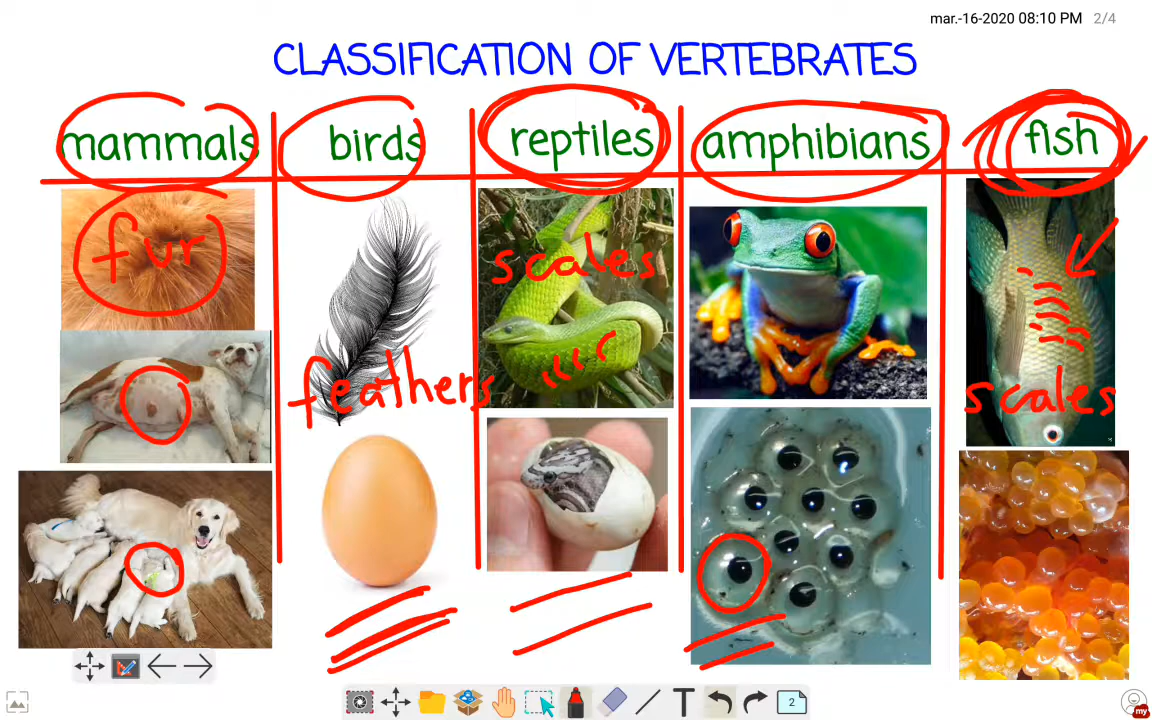 mar.-16-2020 08:10 PM 2/4
CLASSIFICATION OF VERTEBRATES
mammals birds reptiles amphibians fish
fur
scales
feathers
scales
T
2
my